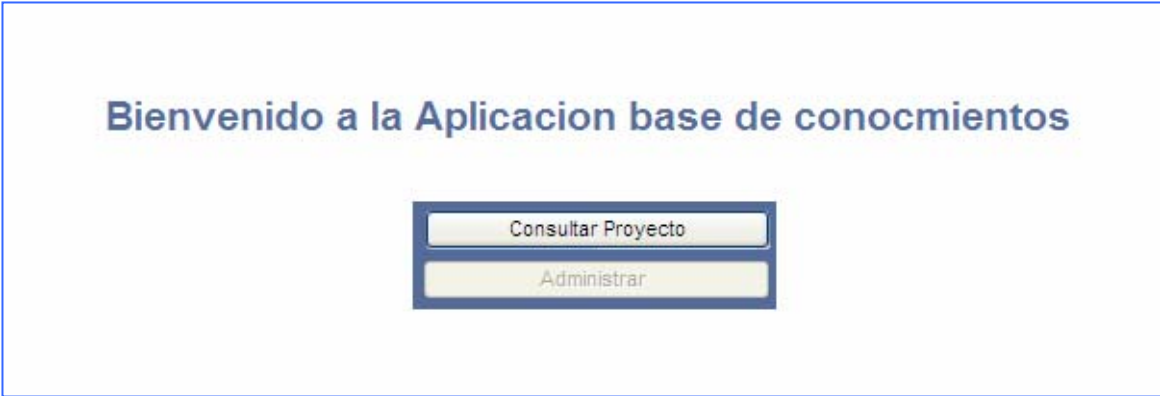 Bienvenido a la Aplicacion base de conocmientos
Consultar Proyecto
Administrar